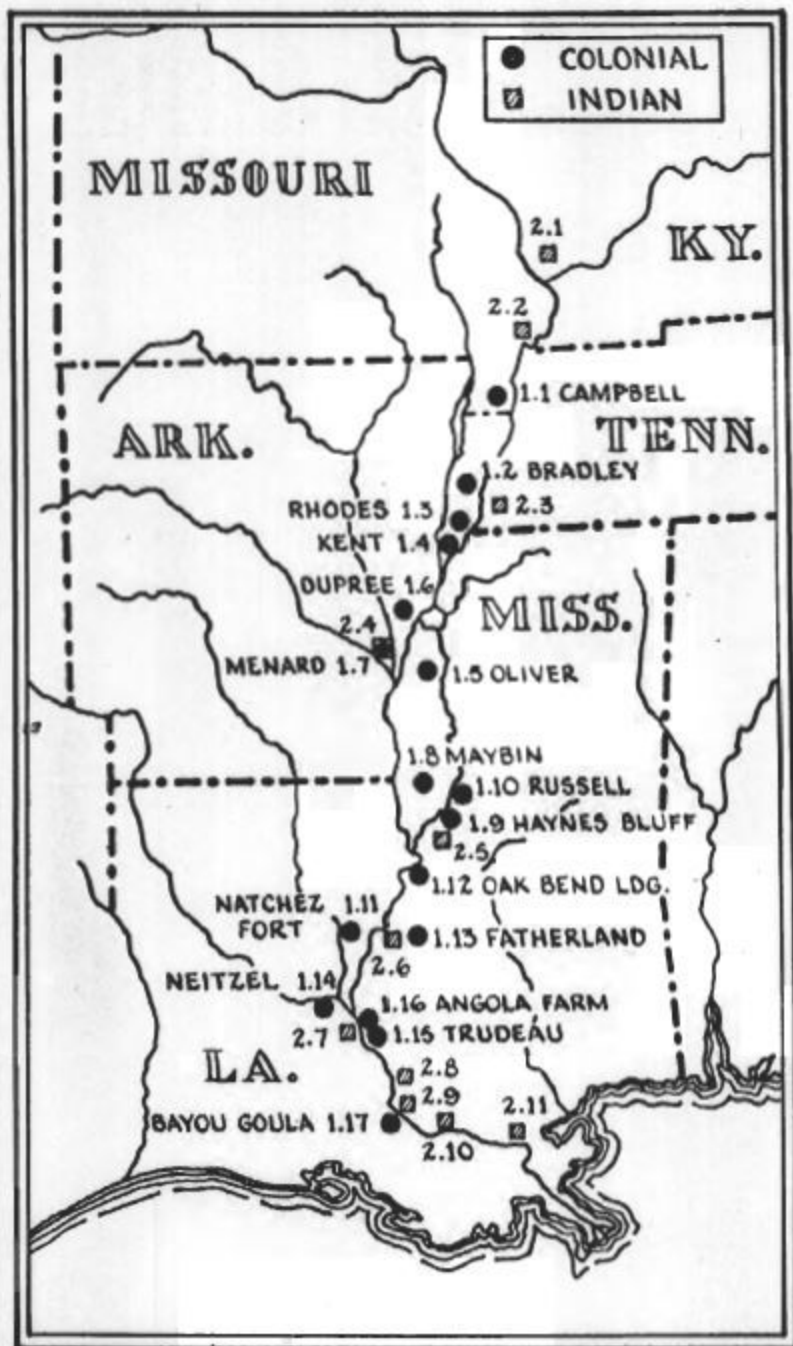 COLONIAL
INDIAN
MISSOURI
2.1
KY.
2.2
1.1 CAMPBELL
ARK.
TENN.
1.2 BRADLEY
RHODES 1.3
2.3
KENT 1.4
DUPREE 1.6
MISS.
2.4
MENARD 1.7
1.5 OLIVER
1.8 MAYBIN
1.10 RUSSELL
1.9 HAYNES BLUFF
2.5
1.12 OAK BEND LDG.
NATCHEZ 1.11
FORT
1.13 FATHERLAND
2.6
NEITZEL 1.14
1.16 ANGOLA FARM
2.7
1.15 TRUDEAU
LA.
2.8
2.9
BAYOU GOULA 1.17
2.11
2.10